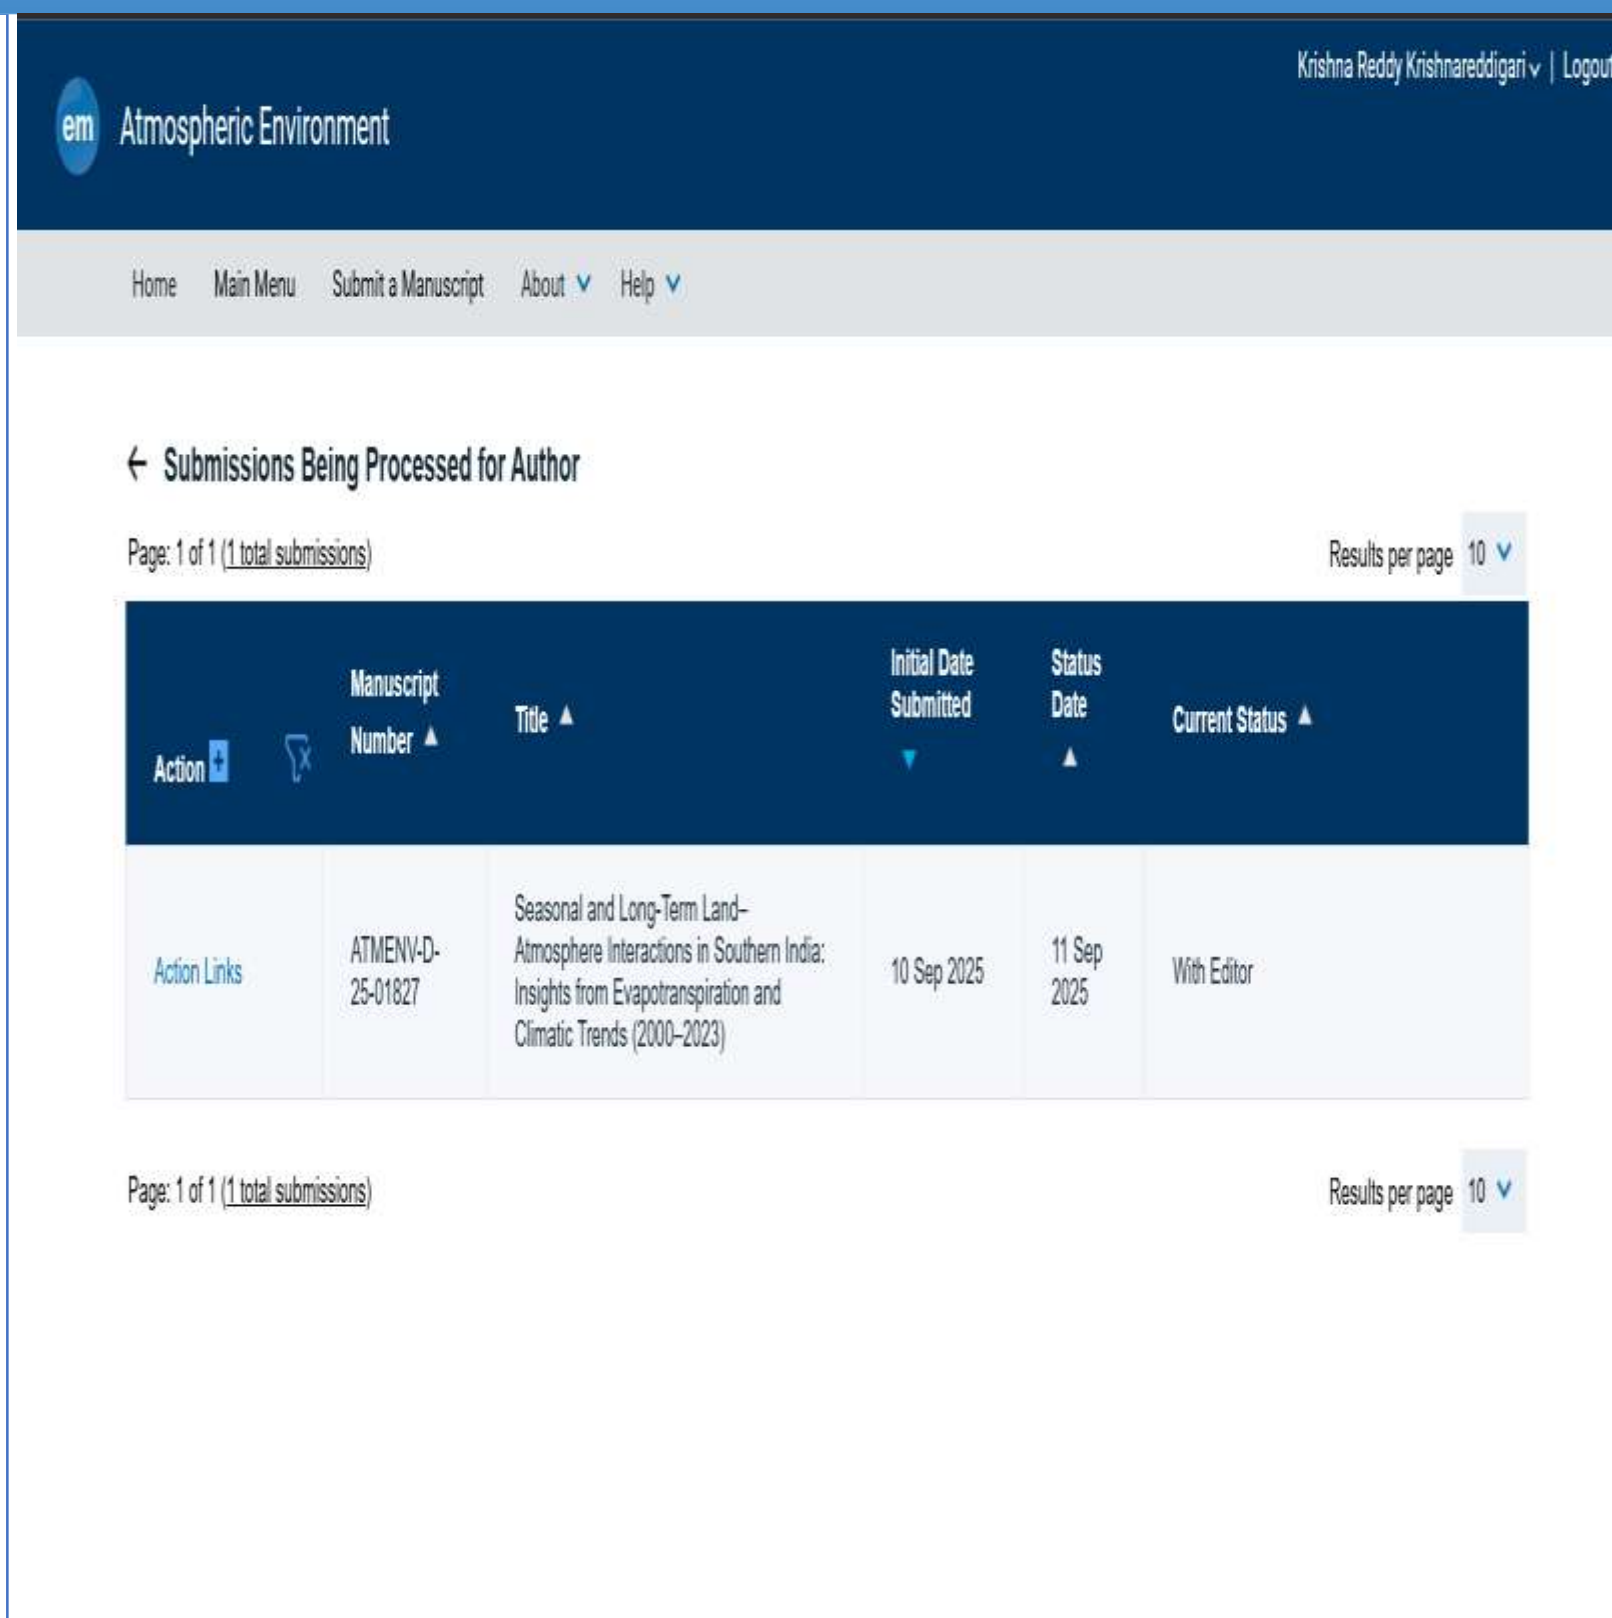 Krishna Reddy Krishnareddigari | Logout
em Atmospheric Environment
Home Main Menu Submit a Manuscript About Help
← Submissions Being Processed for Author
Page: 1 of 1 (1 total submissions)
Results per page 10
Action +
Manuscript
Number ▲
Title ▲
Initial Date
Submitted
▼
Status
Date
▲
Current Status ▲
Action Links
ATMENV-D-
25-01827
Seasonal and Long-Term Land–
Atmosphere Interactions in Southern India:
Insights from Evapotranspiration and
Climatic Trends (2000–2023)
10 Sep 2025
11 Sep
2025
With Editor
Page: 1 of 1 (1 total submissions)
Results per page 10